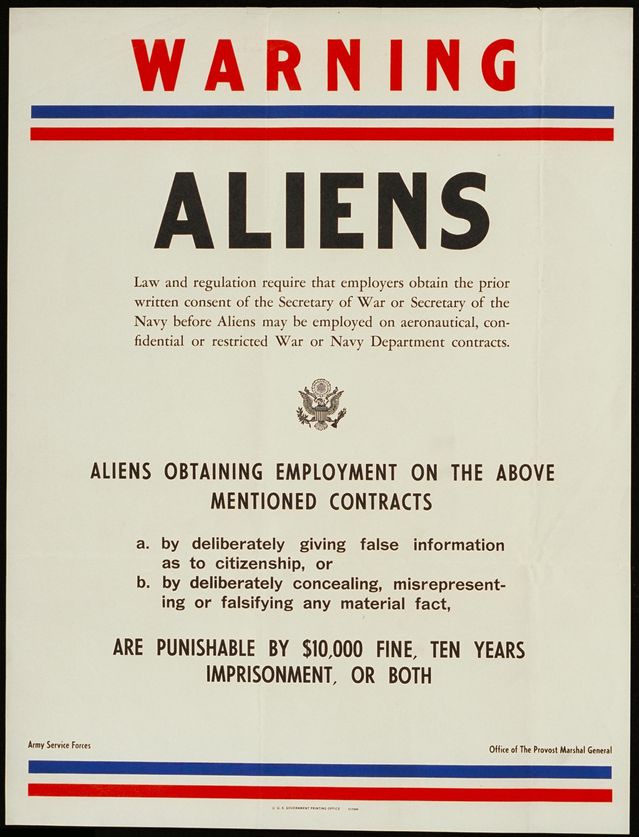 WARNING
ALIENS
Law and regulation require that employers obtain the prior
written consent of the Secretary of War or Secretary of the
Navy before Aliens may be employed on aeronautical, con-
fidential or restricted War or Navy Department contracts.
ALIENS OBTAINING EMPLOYMENT ON THE ABOVE
MENTIONED CONTRACTS
a. by deliberately giving false information
as to citizenship, or
b. by deliberately concealing, misrepresent-
ing or falsifying any material fact,
ARE PUNISHABLE BY $10,000 FINE, TEN YEARS
IMPRISONMENT, OR BOTH
Army Service Forces
Office of The Provost Marshal General
U. S. GOVERNMENT PRINTING OFFICE